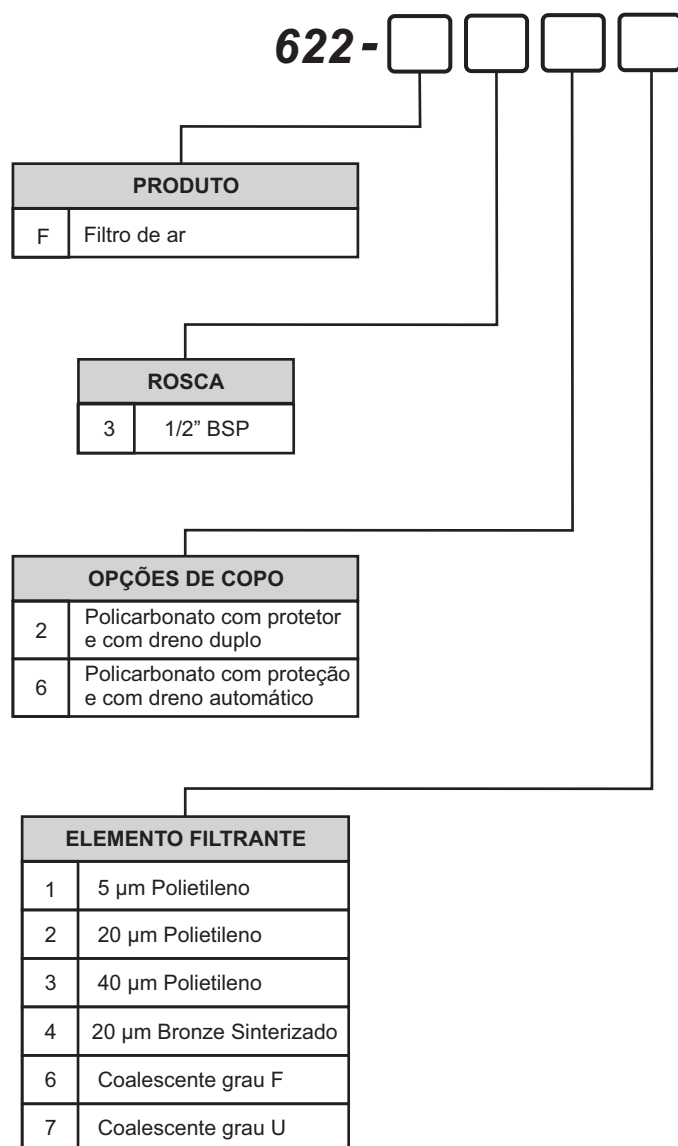 622-
PRODUTO
F Filtro de ar
ROSCA
3 1/2” BSP
OPÇÕES DE COPO
2 Policarbonato com protetor
e com dreno duplo
6 Policarbonato com proteção
e com dreno automático
ELEMENTO FILTRANTE
1 5 µm Polietileno
2 20 µm Polietileno
3 40 µm Polietileno
4 20 µm Bronze Sinterizado
6 Coalescente grau F
7 Coalescente grau U